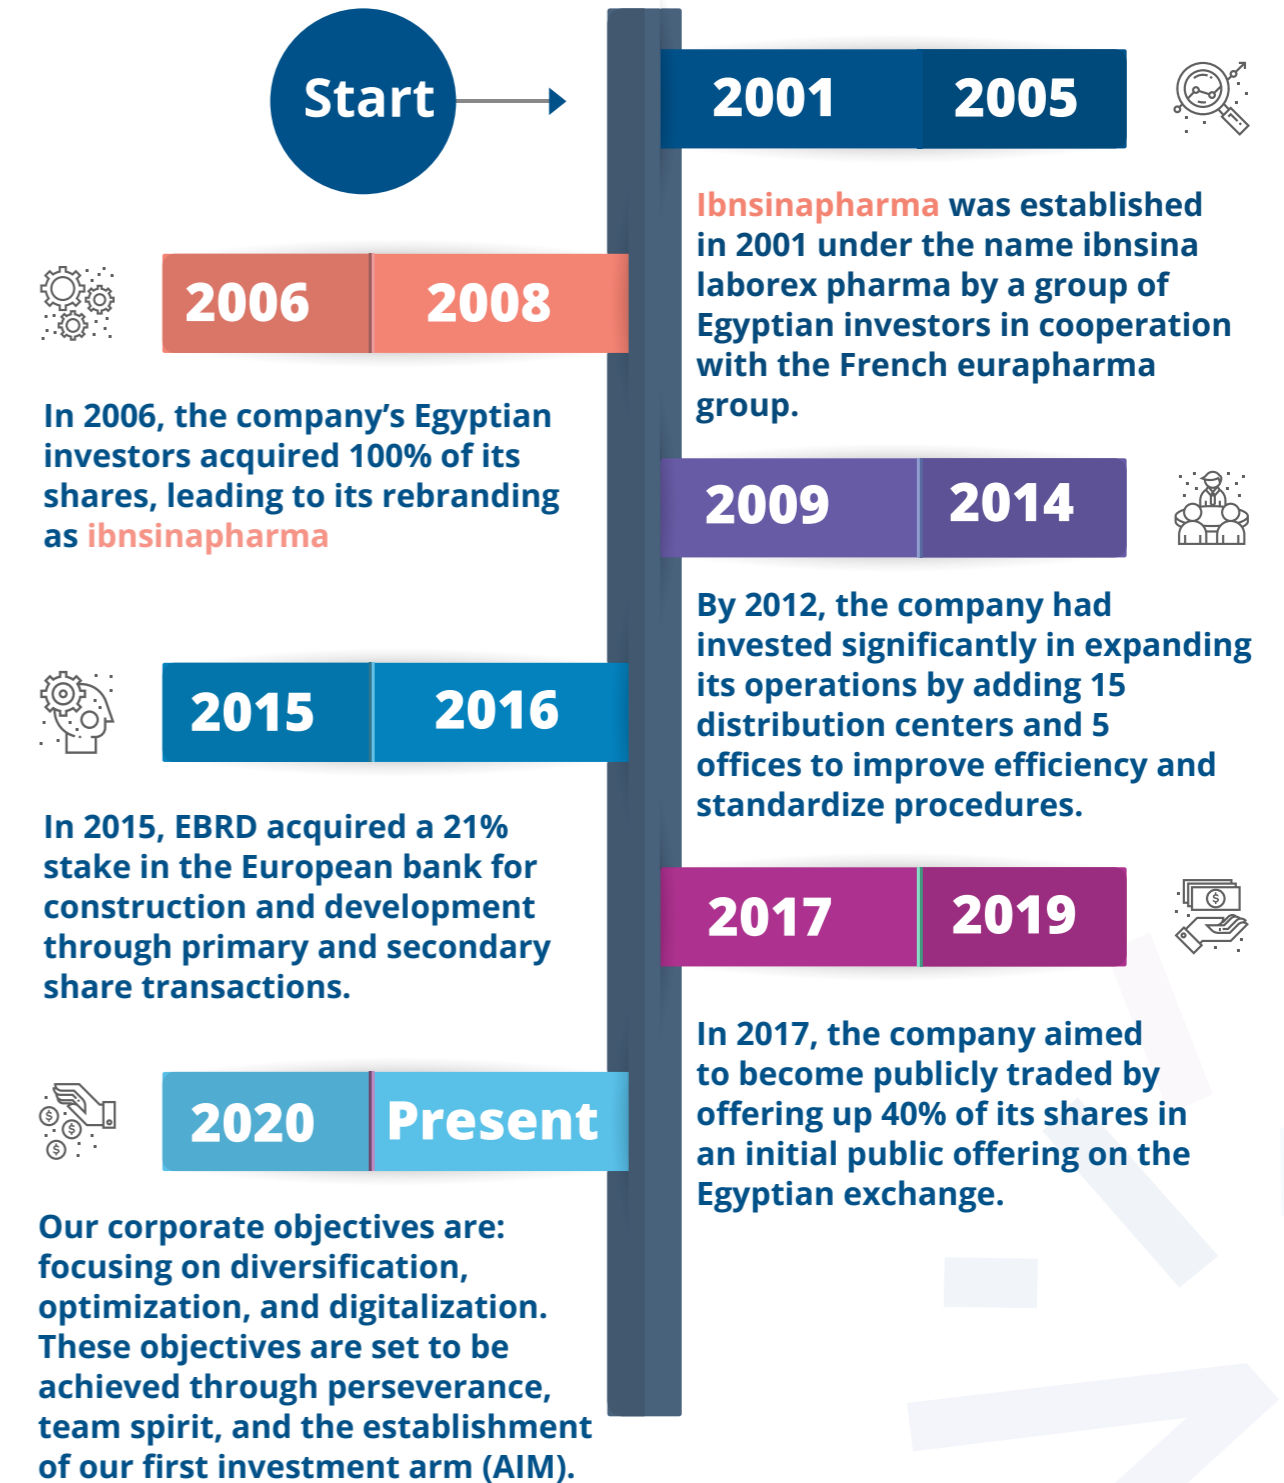 Start
2001 2005
Ibnsinapharma was established
in 2001 under the name ibnsina
laborex pharma by a group of
Egyptian investors in cooperation
with the French eurapharma
group.
2006 2008
In 2006, the company’s Egyptian
investors acquired 100% of its
shares, leading to its rebranding
as ibnsinapharma
2009 2014
By 2012, the company had
invested significantly in expanding
its operations by adding 15
distribution centers and 5
offices to improve efficiency and
standardize procedures.
2015 2016
In 2015, EBRD acquired a 21%
stake in the European bank for
construction and development
through primary and secondary
share transactions.
2017 2019
In 2017, the company aimed
to become publicly traded by
offering up 40% of its shares in
an initial public offering on the
Egyptian exchange.
2020 Present
Our corporate objectives are:
focusing on diversification,
optimization, and digitalization.
These objectives are set to be
achieved through perseverance,
team spirit, and the establishment
of our first investment arm (AIM).